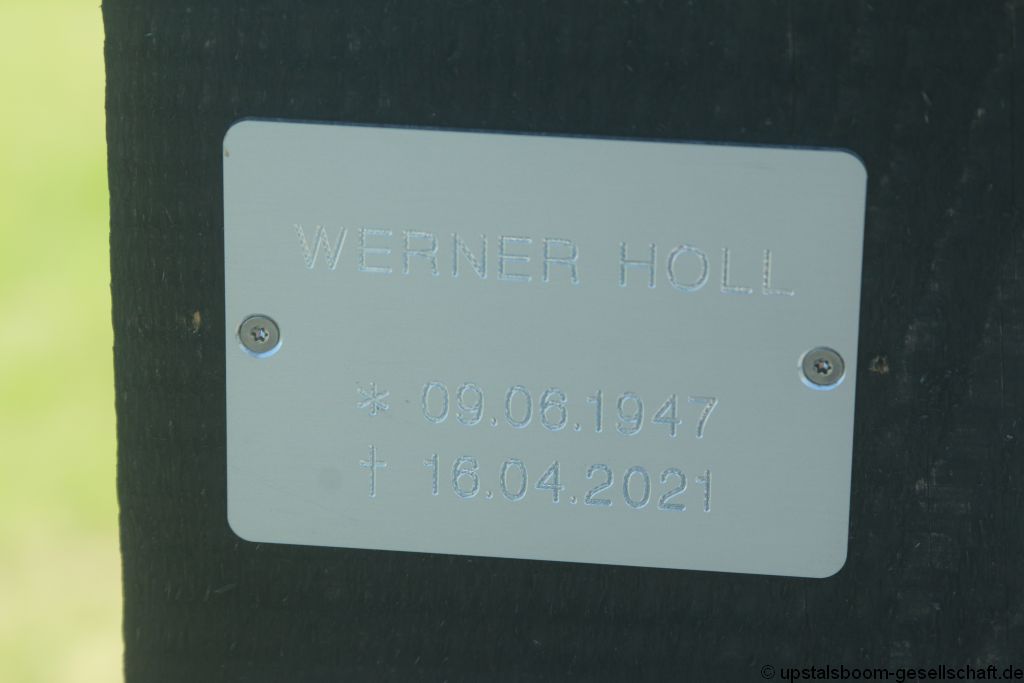 WERNER HOLL
* 09.06.1947
† 16.04.2021
© upstalsboom-gesellschaft.de